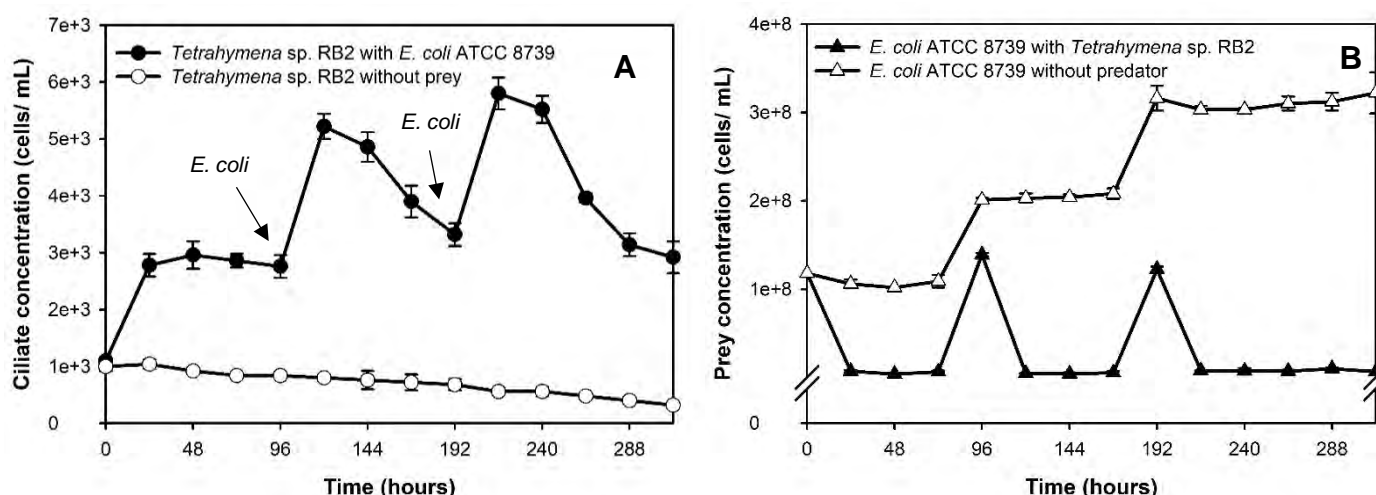 7e+3
6e+3
5e+3
4e+3
3e+3
2e+3
1e+3
0
Ciliate concentration (cells/ mL)
Tetrahymena sp. RB2 with E. coli ATCC 8739
Tetrahymena sp. RB2 without prey
A
E. coli
E. coli
0 48 96 144 192 240 288
Time (hours)
4e+8
3e+8
2e+8
1e+8
0
Prey concentration (cells/ mL)
E. coli ATCC 8739 with Tetrahymena sp. RB2
E. coli ATCC 8739 without predator
B
0 48 96 144 192 240 288
Time (hours)